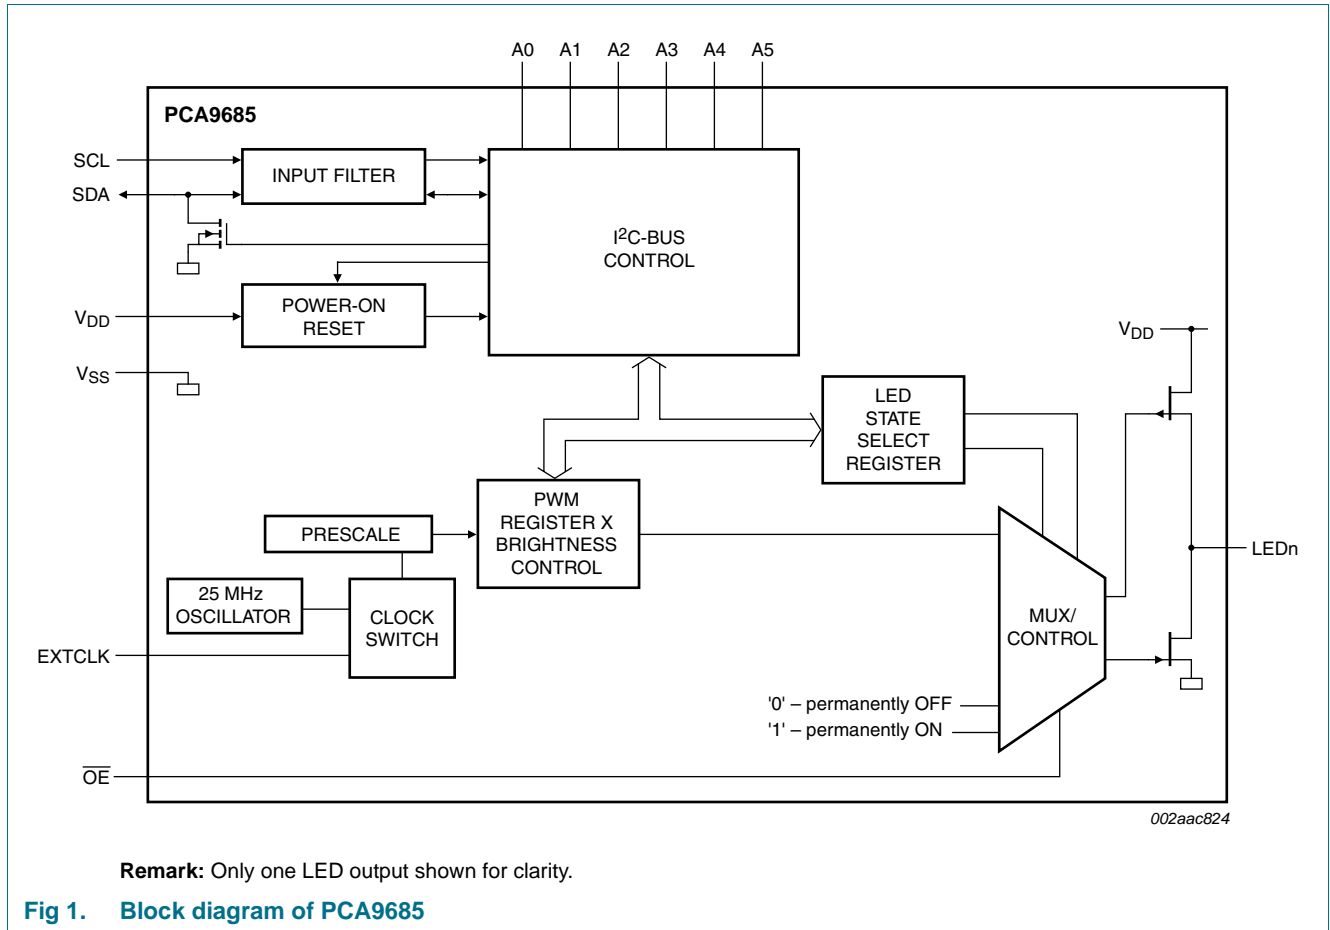 A0 A1 A2 A3 A4 A5
PCA9685
SCL
INPUT FILTER
SDA
I2C-BUS
CONTROL
POWER-ON
RESET
VDD
VSS
VDD
LED
STATE
SELECT
REGISTER
PWM
REGISTER X
BRIGHTNESS
CONTROL
PRESCALE
LEDn
25 MHz
OSCILLATOR
CLOCK
SWITCH
MUX/
CONTROL
EXTCLK
'0' – permanently OFF
'1' – permanently ON
OE
002aac824
Remark: Only one LED output shown for clarity.
Fig 1. Block diagram of PCA9685